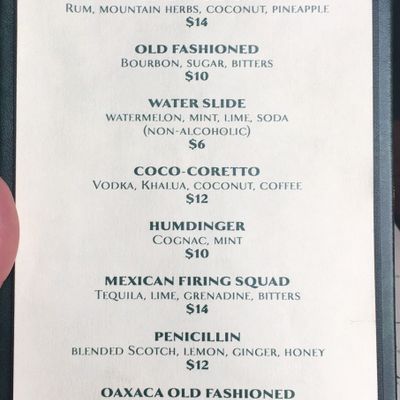 Rum, mountain herbs, coconut, pineapple
$14
OLD FASHIONED
Bourbon, sugar, bitters
$10
WATER SLIDE
watermelon, mint, lime, soda
(non-alcoholic)
$6
COCO-CORETTO
Vodka, Khalua, coconut, coffee
$12
HUMDINGER
Cognac, mint
$10
MEXICAN FIRING SQUAD
Tequila, lime, grenadine, bitters
$14
PENICILLIN
blended Scotch, lemon, ginger, honey
$12
OAXACA OLD FASHIONED